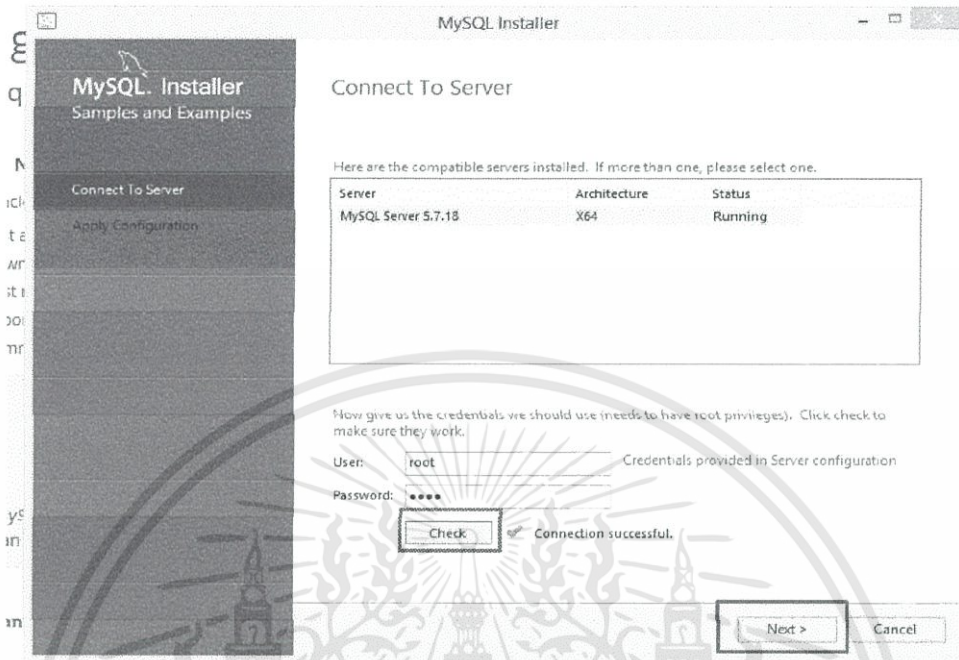 MySQL Installer
MySQL. Installer
Samples and Examples
Connect To Server
Apply Configuration
Connect To Server
Here are the compatible servers installed. If more than one, please select one.
Server Architecture Status
MySQL Server 5.7.18 X64 Running
Now give us the credentials we should use (needs to have root privileges). Click check to
make sure they work.
User: root Credentials provided in Server configuration
Password: ••••
Check Connection successful.
Next > Cancel